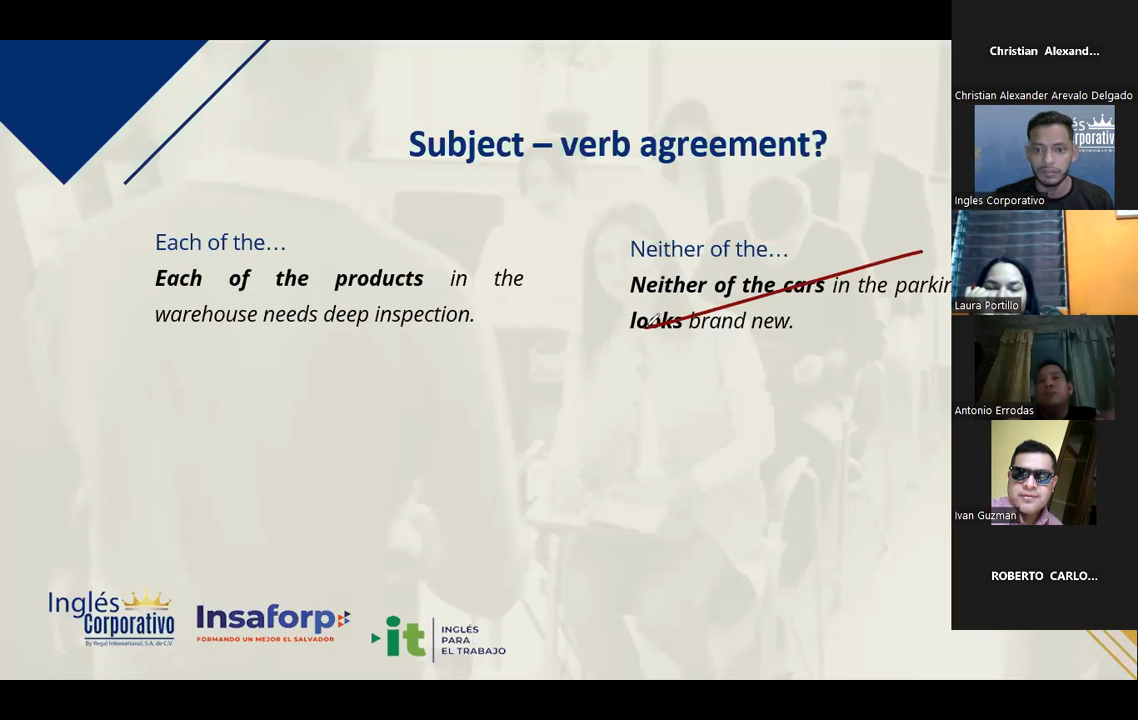 Subject – verb agreement?
Each of the…
Each of the products in the
warehouse needs deep inspection.
Neither of the…
Neither of the cars in the
looks brand new.
Inglés
Corporativo
By Regal International, S.A. de C.V.
Insaforp
FORMANDO UN MEJOR EL SALVADOR
it
INGLÉS
PARA
EL TRABAJO
Christian Alexand...
Christian Alexander Arevalo Delgado
Ingles Corporativo
Laura Portillo
Antonio Errodas
Ivan Guzman
ROBERTO CARLO...